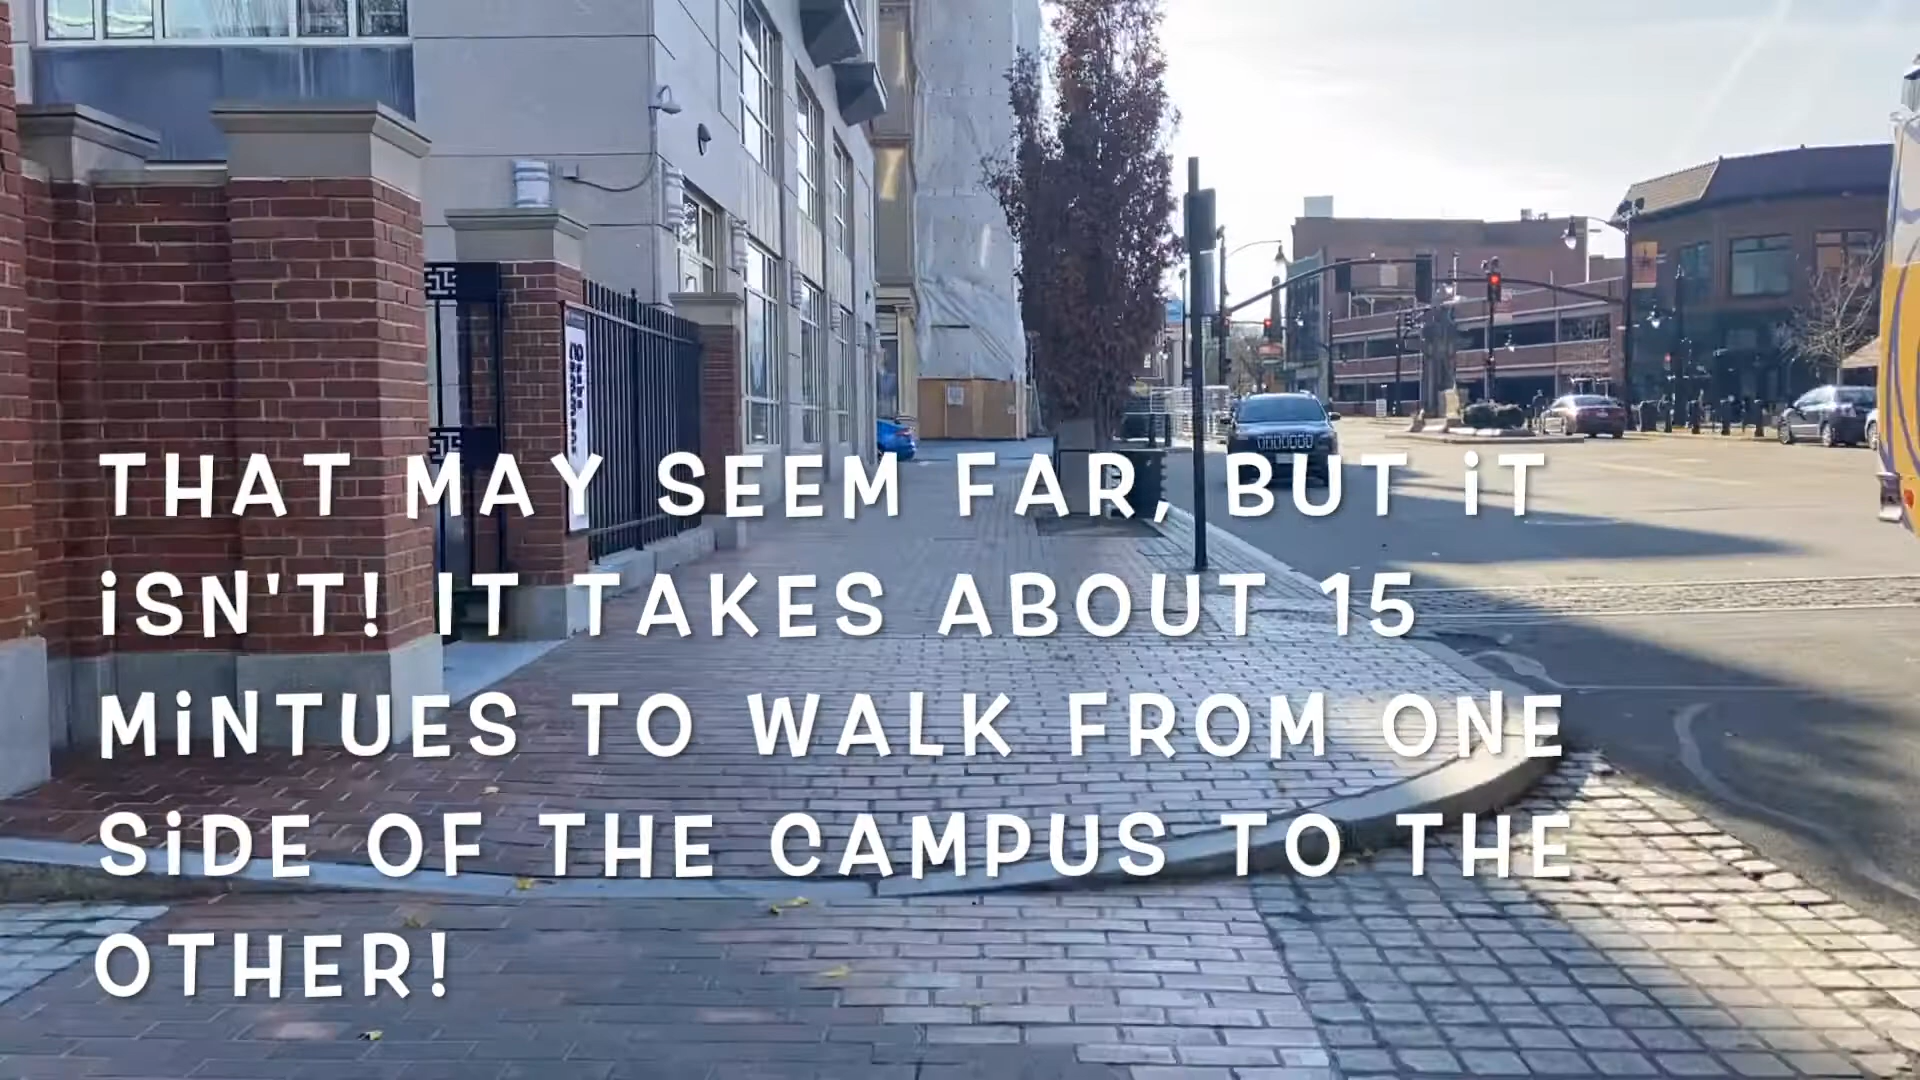 THAT MAY SEEM FAR, BUT iT
iSN'T! IT TAKES ABOUT 15
MiNTUES TO WALK FROM ONE
SiDE OF THE CAMPUS TO THE
OTHER!